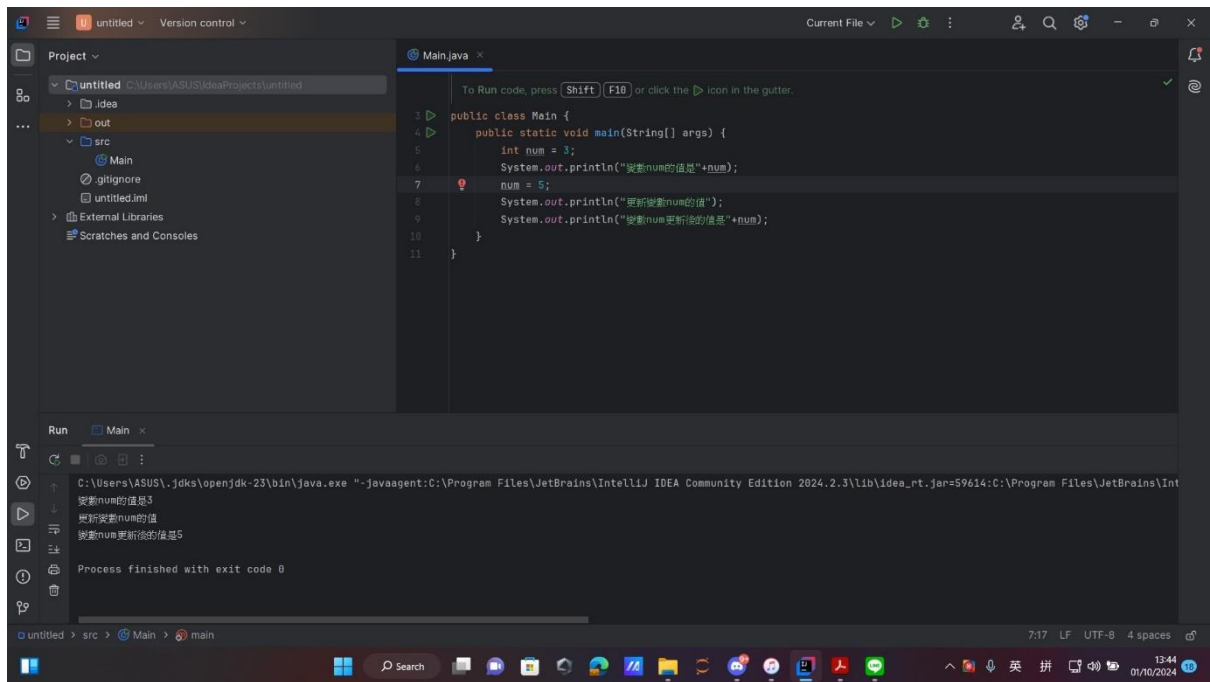 untitled
Version control
Current File
Project
Main.java
untitled C:\Users\ASUS\IdeaProjects\untitled
.idea
out
src
Main
.gitignore
untitled.iml
External Libraries
Scratches and Consoles
To Run code, press Shift F10 or click the icon in the gutter.
3 public class Main {
4 public static void main(String[] args) {
5 int num = 3;
6 System.out.println("變數num的值是"+num);
7 num = 5;
8 System.out.println("更新變數num的值");
9 System.out.println("變數num更新後的值是"+num);
10 }
11 }
Run Main
C:\Users\ASUS\.jdks\openjdk-23\bin\java.exe "-javaagent:C:\Program Files\JetBrains\IntelliJ IDEA Community Edition 2024.2.3\lib\idea_rt.jar=59614:C:\Program Files\JetBrains\Int
變數num的值是3
更新變數num的值
變數num更新後的值是5
Process finished with exit code 0
untitled > src > Main > main
7:17 LF UTF-8 4 spaces
Search
英 拼
13:44
01/10/2024
18